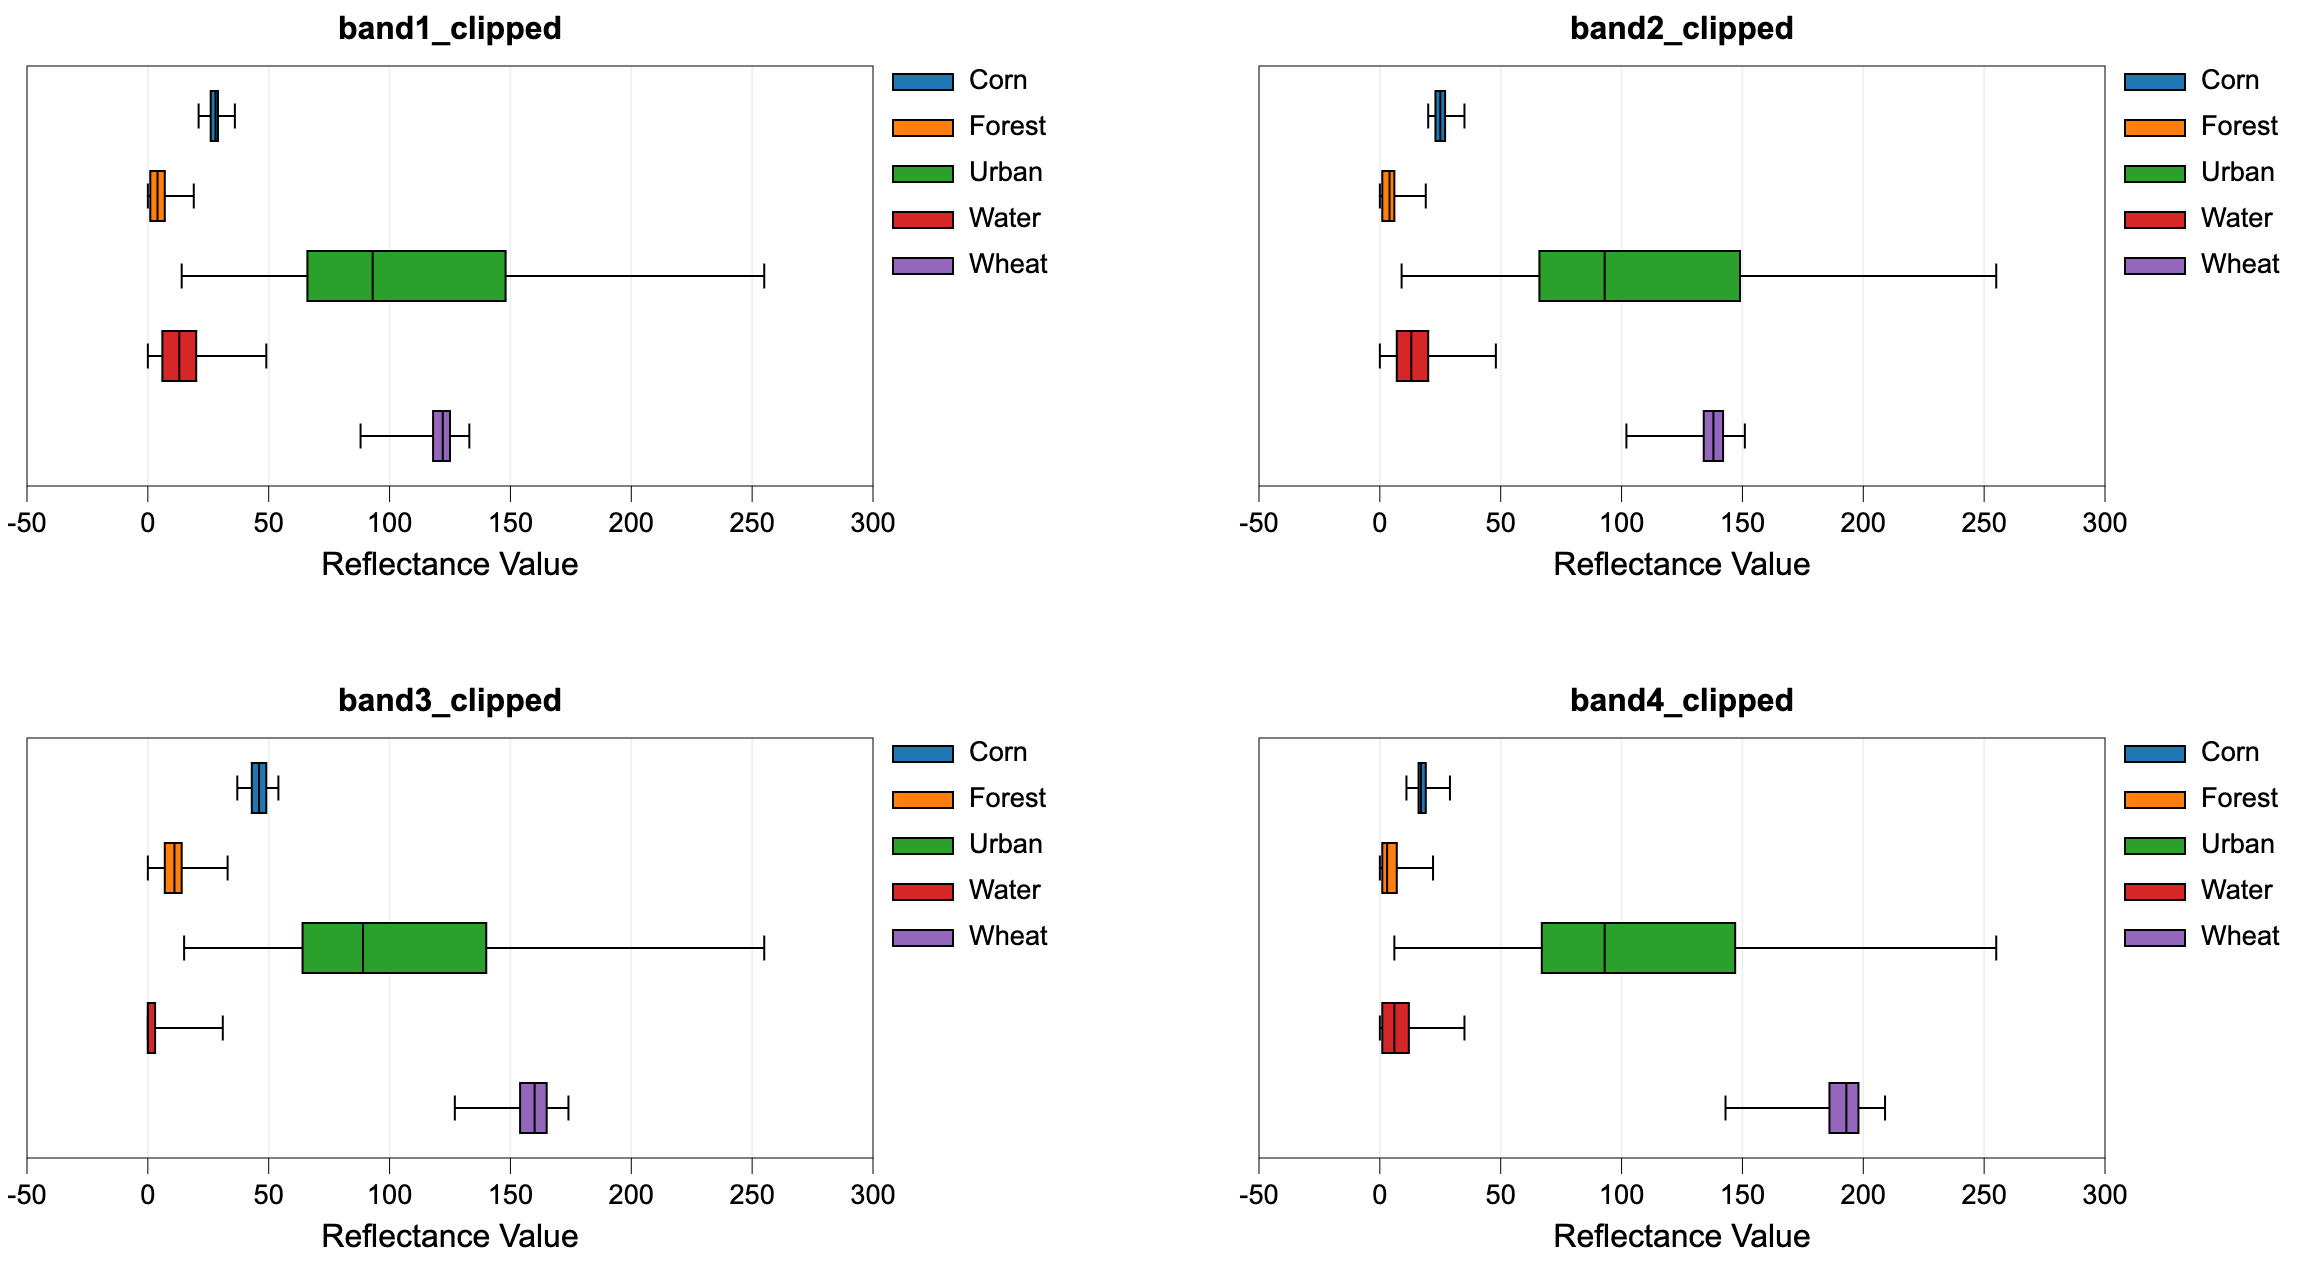 band1_clipped
Corn
Forest
Urban
Water
Wheat
-50 0 50 100 150 200 250 300
Reflectance Value
band2_clipped
Corn
Forest
Urban
Water
Wheat
-50 0 50 100 150 200 250 300
Reflectance Value
band3_clipped
Corn
Forest
Urban
Water
Wheat
-50 0 50 100 150 200 250 300
Reflectance Value
band4_clipped
Corn
Forest
Urban
Water
Wheat
-50 0 50 100 150 200 250 300
Reflectance Value